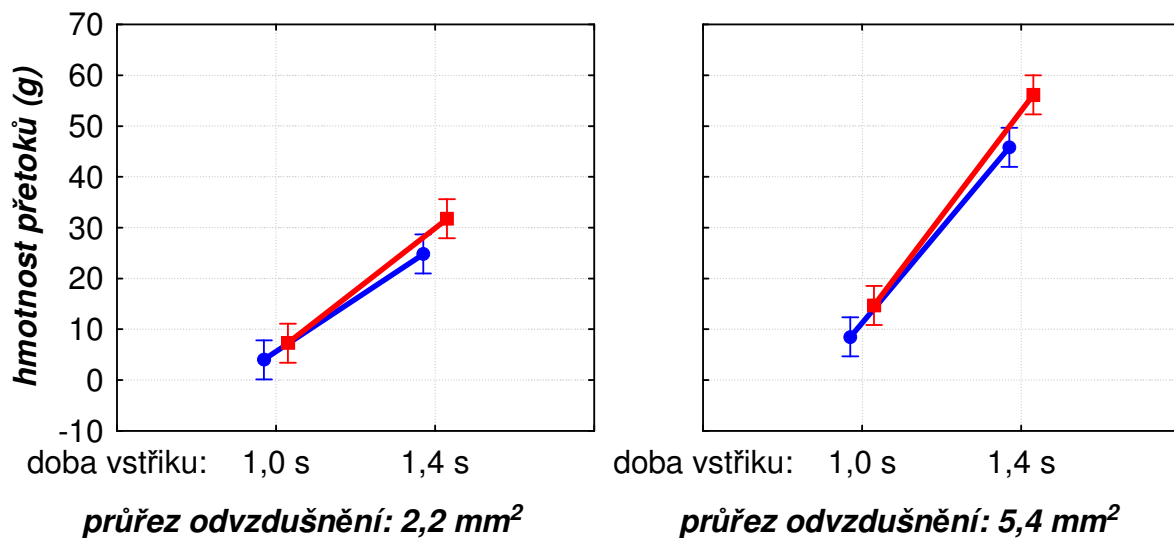 hmotnost přetoků (g)
70
60
50
40
30
20
10
0
-10
doba vstřiku: 1,0 s 1,4 s
doba vstřiku: 1,0 s 1,4 s
průřez odvzdušnění: 2,2 mm²
průřez odvzdušnění: 5,4 mm²